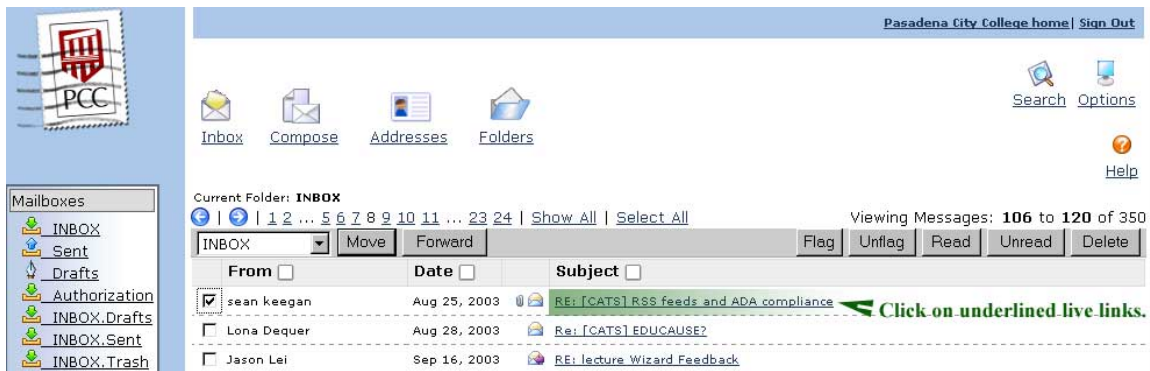 Pasadena City College home| Sign Out
PCC
Search Options
Inbox Compose Addresses Folders
Help
Mailboxes
INBOX
Sent
Drafts
Authorization
INBOX.Drafts
INBOX.Sent
INBOX.Trash
Current Folder: INBOX
| | 1 2 ... 5 6 7 8 9 10 11 ... 23 24 | Show All | Select All Viewing Messages: 106 to 120 of 350
INBOX Move Forward Flag Unflag Read Unread Delete
From Date Subject
sean keegan Aug 25, 2003 RE: [CATS] RSS feeds and ADA compliance Click on underlined live links.
Lona Dequer Aug 28, 2003 Re: [CATS] EDUCAUSE?
Jason Lei Sep 16, 2003 RE: lecture Wizard Feedback